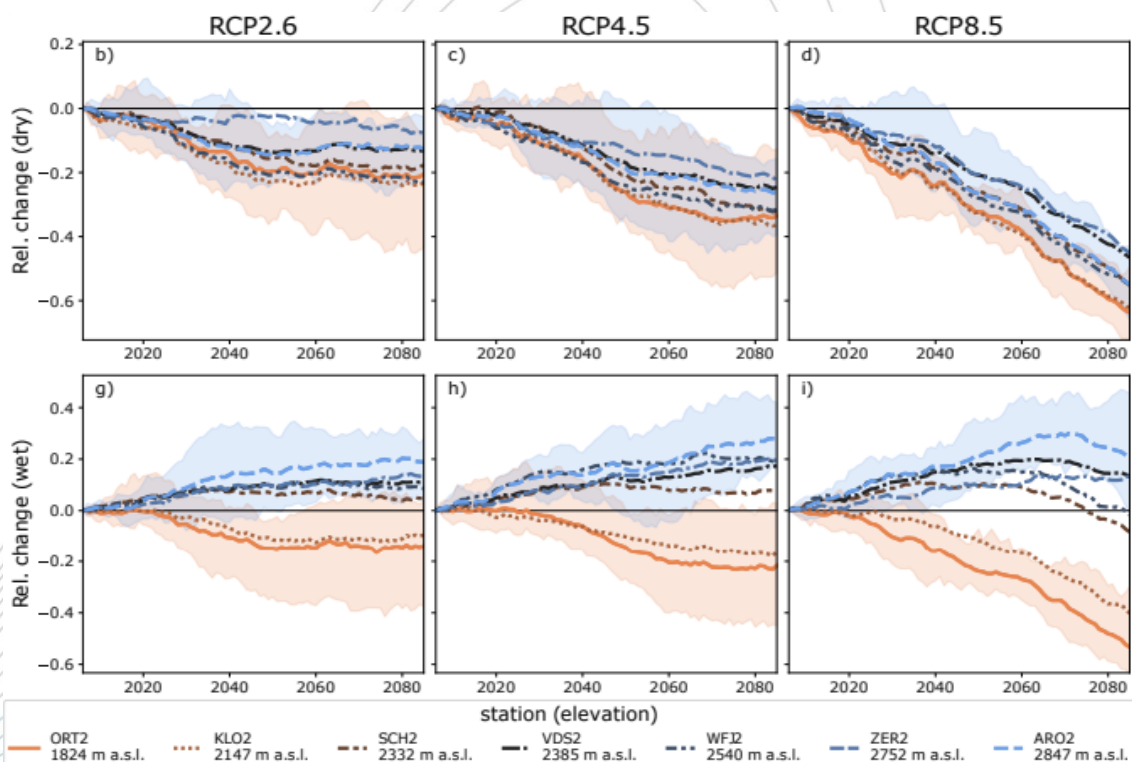 RCP2.6 RCP4.5 RCP8.5
b) c) d)
Rel. change (dry)
0.2
0.0
−0.2
−0.4
−0.6
2020 2040 2060 2080 2020 2040 2060 2080 2020 2040 2060 2080
g) h) i)
Rel. change (wet)
0.4
0.2
0.0
−0.2
−0.4
−0.6
2020 2040 2060 2080 2020 2040 2060 2080 2020 2040 2060 2080
station (elevation)
ORT2 KLO2 SCH2 VDS2 WFJ2 ZER2 ARO2
1824 m a.s.l. 2147 m a.s.l. 2332 m a.s.l. 2385 m a.s.l. 2540 m a.s.l. 2752 m a.s.l. 2847 m a.s.l.